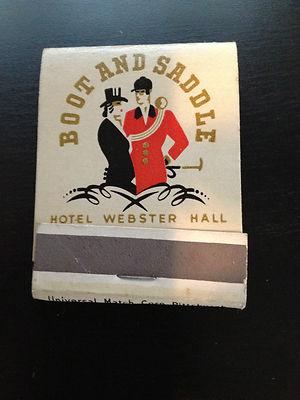 BOOT AND SADDLE
HOTEL WEBSTER HALL
Universal Match Corp